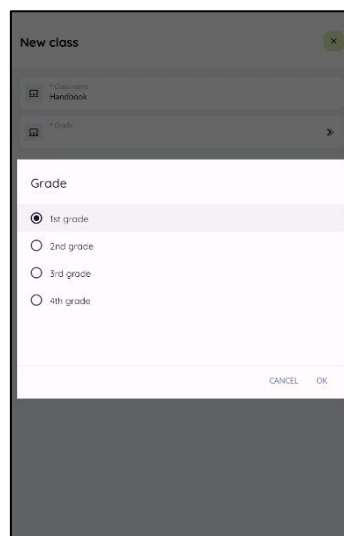 New class
* Class name
Handbook
* Grade
Grade
1st grade
2nd grade
3rd grade
4th grade
CANCEL OK